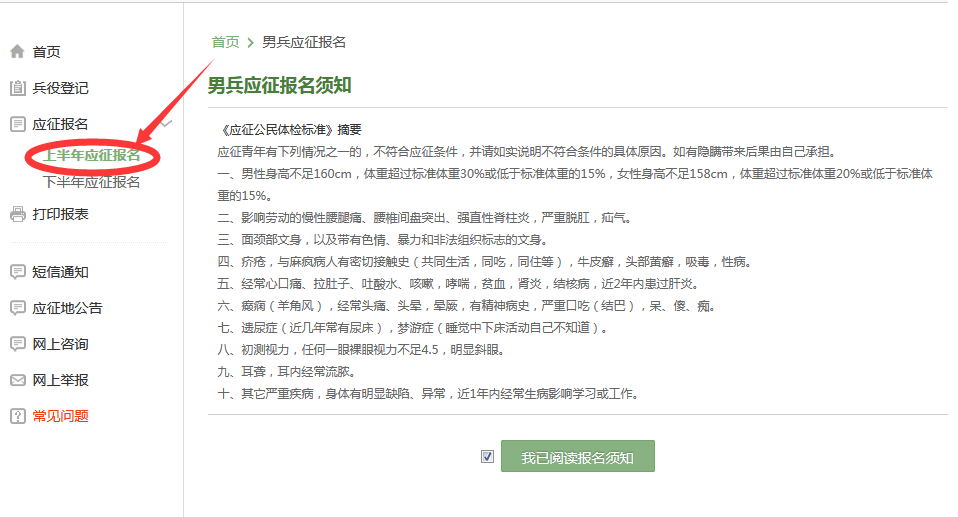 首页
兵役登记
应征报名
上半年应征报名
下半年应征报名
打印报表
短信通知
应征地公告
网上咨询
网上举报
常见问题
首页 > 男兵应征报名
男兵应征报名须知
《应征公民体检标准》摘要
应征青年有下列情况之一的，不符合应征条件，并请如实说明不符合条件的具体原因。如有隐瞒带来后果由自己承担。
一、男性身高不足160cm，体重超过标准体重30%或低于标准体重的15%，女性身高不足158cm，体重超过标准体重20%或低于标准体
重的15%。
二、影响劳动的慢性腰腿痛、腰椎间盘突出、强直性脊柱炎，严重脱肛，疝气。
三、面颈部文身，以及带有色情、暴力和非法组织标志的文身。
四、疥疮，与麻疯病人有密切接触史（共同生活，同吃，同住等），牛皮癣，头部黄癣，吸毒，性病。
五、经常心口痛、拉肚子、吐酸水、咳嗽，哮喘，贫血，肾炎，结核病，近2年内患过肝炎。
六、癫痫（羊角风），经常头痛、头晕，晕厥，有精神病史，严重口吃（结巴），呆、傻、痴。
七、遗尿症（近几年常有尿床），梦游症（睡觉中下床活动自己不知道）。
八、初测视力，任何一眼裸眼视力不足4.5，明显斜眼。
九、耳聋，耳内经常流脓。
十、其它严重疾病，身体有明显缺陷、异常，近1年内经常生病影响学习或工作。
我已阅读报名须知